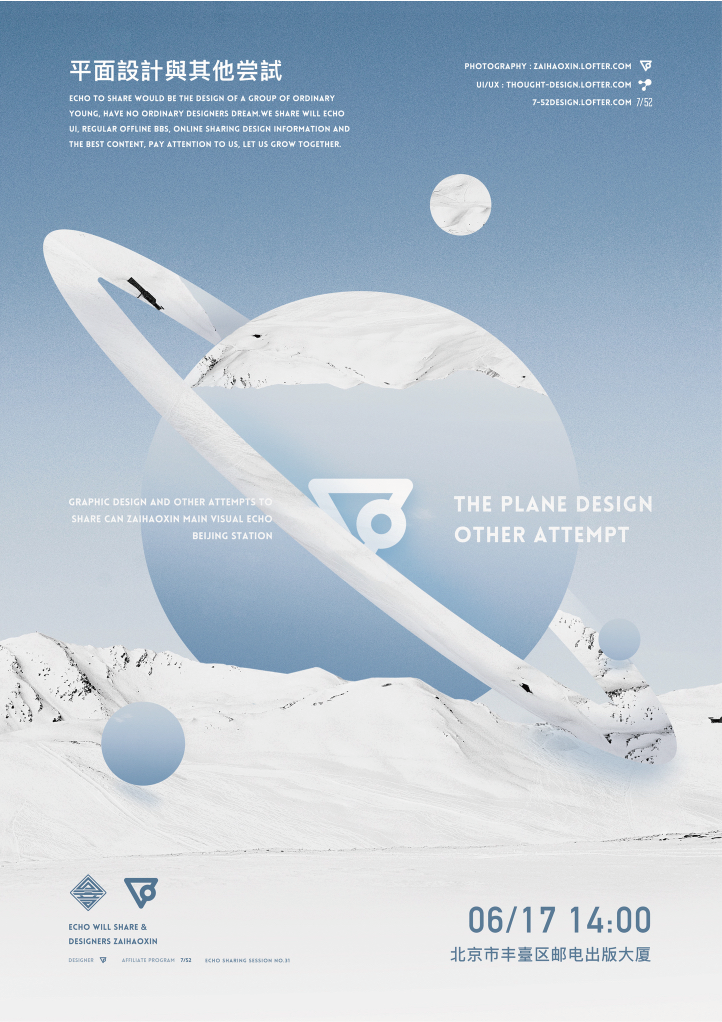 平面設計與其他尝試
ECHO TO SHARE WOULD BE THE DESIGN OF A GROUP OF ORDINARY
YOUNG, HAVE NO ORDINARY DESIGNERS DREAM.WE SHARE WILL ECHO
UI, REGULAR OFFLINE BBS, ONLINE SHARING DESIGN INFORMATION AND
THE BEST CONTENT, PAY ATTENTION TO US, LET US GROW TOGETHER.
PHOTOGRAPHY : ZAIHAOXIN.LOFTER.COM
UI/UX : THOUGHT-DESIGN.LOFTER.COM
7-52DESIGN.LOFTER.COM 7/52
GRAPHIC DESIGN AND OTHER ATTEMPTS TO
SHARE CAN ZAIHAOXIN MAIN VISUAL ECHO
BEIJING STATION
THE PLANE DESIGN
OTHER ATTEMPT
ECHO WILL SHARE &
DESIGNERS ZAIHAOXIN
DESIGNER AFFILIATE PROGRAM 7/52 ECHO SHARING SESSION NO.31
06/17 14:00
北京市丰臺区邮电出版大厦